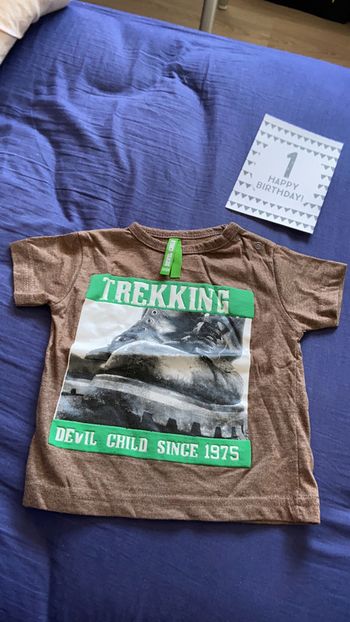 1
HAPPY
BIRTHDAY!
TREKKING
DEVIL CHILD SINCE 1975